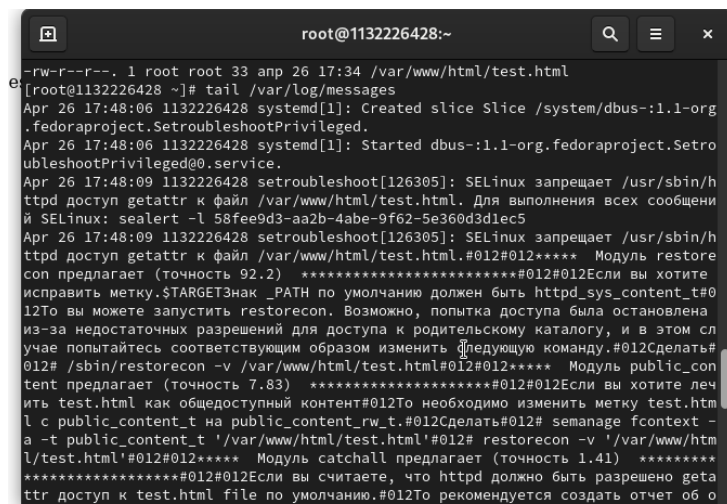 root@1132226428:~
-rw-r--r--. 1 root root 33 апр 26 17:34 /var/www/html/test.html
[root@1132226428 ~]# tail /var/log/messages
Apr 26 17:48:06 1132226428 systemd[1]: Created slice Slice /system/dbus-:1.1-org
.fedoraproject.SetroubleshootPrivileged.
Apr 26 17:48:06 1132226428 systemd[1]: Started dbus-:1.1-org.fedoraproject.Setro
ubleshootPrivileged@0.service.
Apr 26 17:48:09 1132226428 setroubleshoot[126305]: SELinux запрещает /usr/sbin/h
ttpd доступ getattr к файл /var/www/html/test.html. Для выполнения всех сообщени
й SELinux: sealert -l 58fee9d3-aa2b-4abe-9f62-5e360d3d1ec5
Apr 26 17:48:09 1132226428 setroubleshoot[126305]: SELinux запрещает /usr/sbin/h
ttpd доступ getattr к файл /var/www/html/test.html.#012#012*****  Модуль restore
con предлагает (точность 92.2)  *************************#012#012Если вы хотите
исправить метку.$TARGETЗнак _PATH по умолчанию должен быть httpd_sys_content_t#0
12То вы можете запустить restorecon. Возможно, попытка доступа была остановлена
из-за недостаточных разрешений для доступа к родительскому каталогу, и в этом сл
учае попытайтесь соответствующим образом изменить следующую команду.#012Сделать#
012# /sbin/restorecon -v /var/www/html/test.html#012#012*****  Модуль public_con
tent предлагает (точность 7.83)  *********************#012#012Если вы хотите леч
ить test.html как общедоступный контент#012То необходимо изменить метку test.htm
l с public_content_t на public_content_rw_t.#012Сделать#012# semanage fcontext -
a -t public_content_t '/var/www/html/test.html'#012# restorecon -v '/var/www/htm
l/test.html'#012#012*****  Модуль catchall предлагает (точность 1.41)  *********
******************#012#012Если вы считаете, что httpd должно быть разрешено geta
ttr доступ к test.html file по умолчанию.#012То рекомендуется создать отчет об о